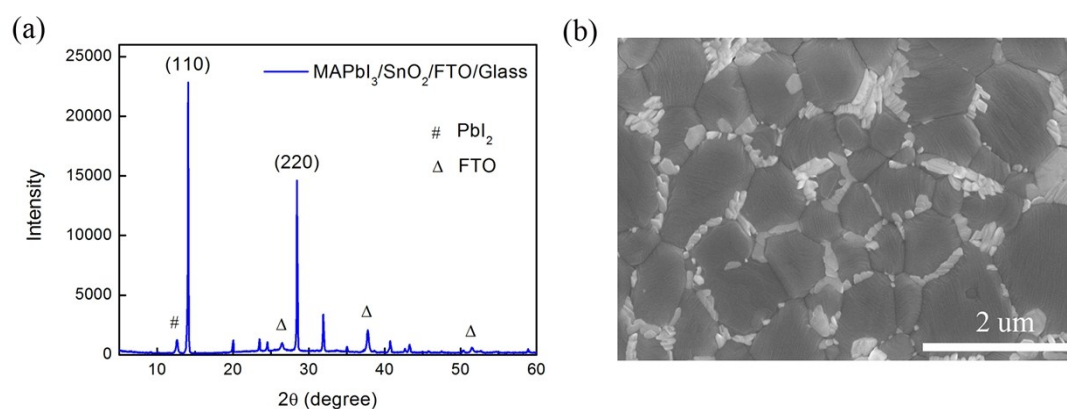 (a)
25000
20000
15000
10000
5000
0
Intensity
(110)
(220)
MAPbI₃/SnO₂/FTO/Glass
# PbI₂
Δ FTO
#
Δ
Δ
Δ
10 20 30 40 50 60
2θ (degree)
(b)
2 um